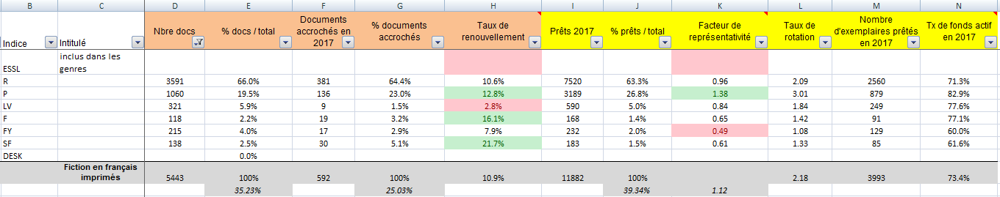 B C D E F G H I J K L M N
Indice Intitulé Nbre docs % docs / total Documents accrochés en 2017 % documents accrochés Taux de renouvellement Prêts 2017 % prêts / total Facteur de représentativité Taux de rotation Nombre d'exemplaires prêtés en 2017 Tx de fonds actif en 2017
ESSL inclus dans les genres
R 3591 66.0% 381 64.4% 10.6% 7520 63.3% 0.96 2.09 2560 71.3%
P 1060 19.5% 136 23.0% 12.8% 3189 26.8% 1.38 3.01 879 82.9%
LV 321 5.9% 9 1.5% 2.8% 590 5.0% 0.84 1.84 249 77.6%
F 118 2.2% 19 3.2% 16.1% 168 1.4% 0.65 1.42 91 77.1%
FY 215 4.0% 17 2.9% 7.9% 232 2.0% 0.49 1.08 129 60.0%
SF 138 2.5% 30 5.1% 21.7% 183 1.5% 0.61 1.33 85 61.6%
DESK 0.0%
Fiction en français imprimés 5443 100% 592 100% 10.9% 11882 100% 2.18 3993 73.4%
35.23% 25.03% 39.34% 1.12